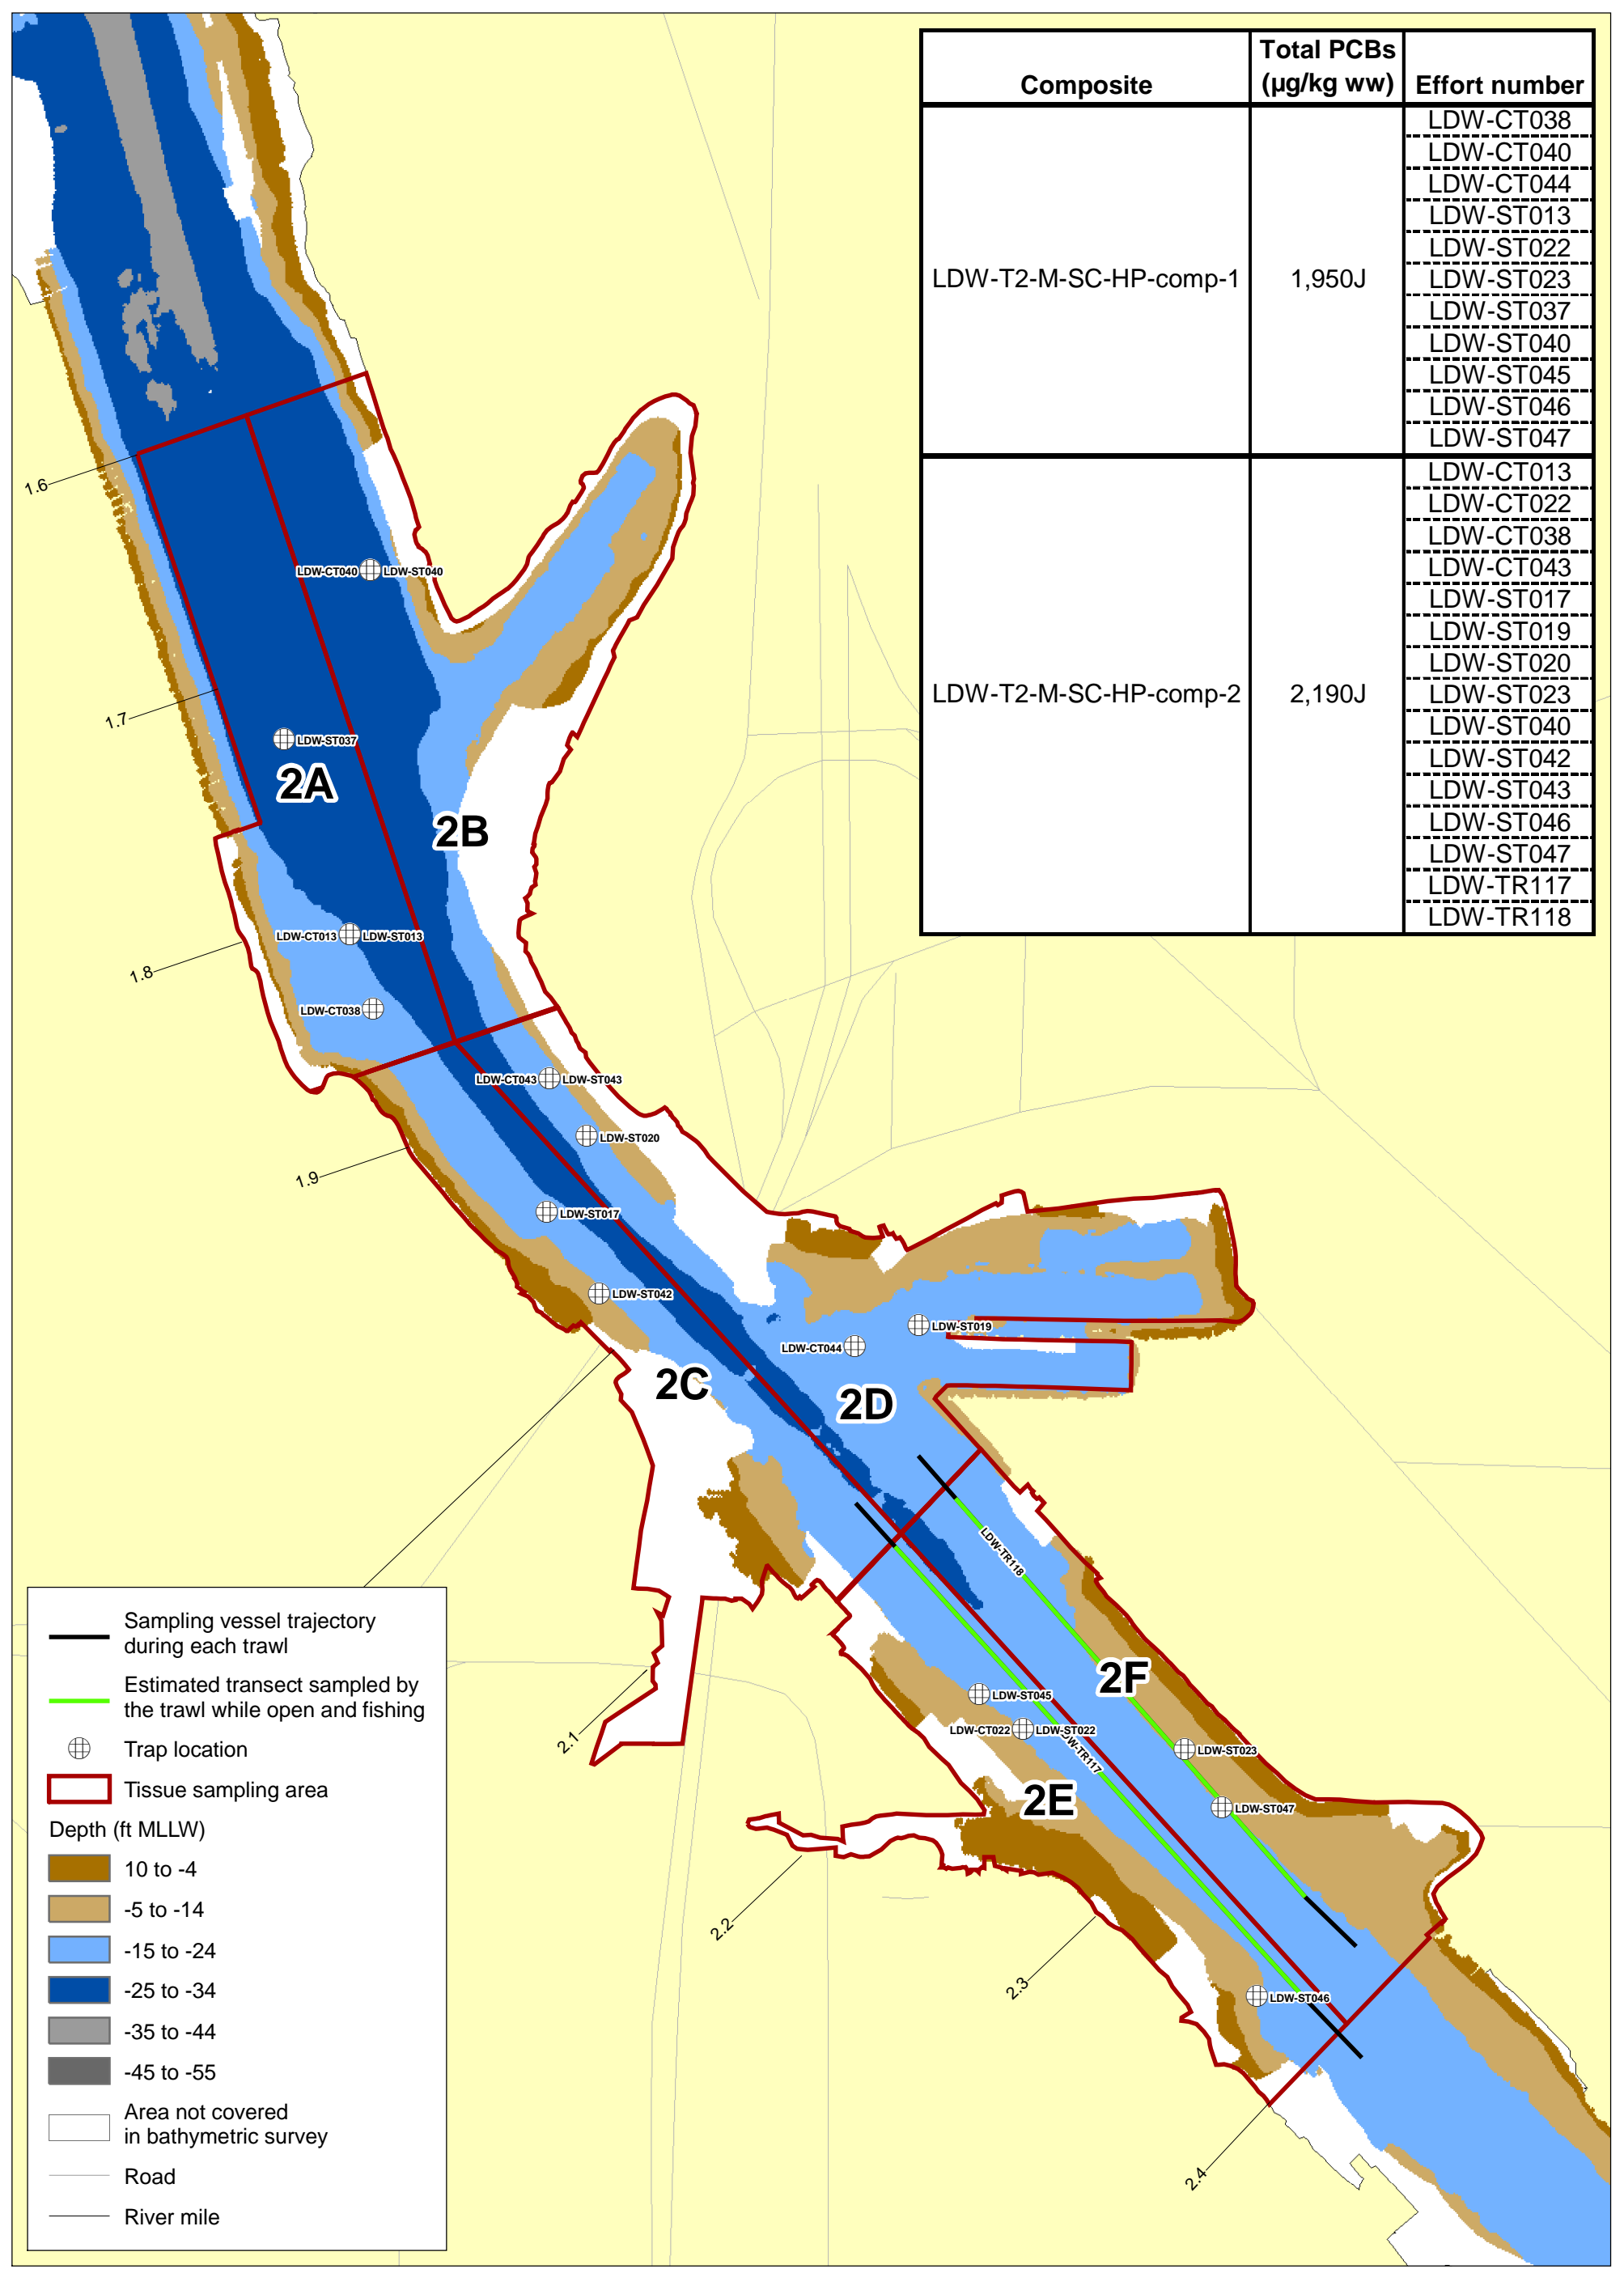 Composite
Total PCBs
(µg/kg ww)
Effort number
LDW-T2-M-SC-HP-comp-1
1,950J
LDW-CT038
LDW-CT040
LDW-CT044
LDW-ST013
LDW-ST022
LDW-ST023
LDW-ST037
LDW-ST040
LDW-ST045
LDW-ST046
LDW-ST047
LDW-T2-M-SC-HP-comp-2
2,190J
LDW-CT013
LDW-CT022
LDW-CT038
LDW-CT043
LDW-ST017
LDW-ST019
LDW-ST020
LDW-ST023
LDW-ST040
LDW-ST042
LDW-ST043
LDW-ST046
LDW-ST047
LDW-TR117
LDW-TR118
1.6
LDW-CT040
LDW-ST040
1.7
LDW-ST037
2A
2B
LDW-CT013
LDW-ST013
1.8
LDW-CT038
LDW-CT043
LDW-ST043
LDW-ST020
1.9
LDW-ST017
LDW-ST042
LDW-ST019
LDW-CT044
2C
2D
LDW-TR118
2F
LDW-ST045
LDW-CT022
LDW-ST022
LDW-TR117
2.1
LDW-ST023
2E
LDW-ST047
2.2
2.3
LDW-ST046
2.4
Sampling vessel trajectory
during each trawl
Estimated transect sampled by
the trawl while open and fishing
Trap location
Tissue sampling area
Depth (ft MLLW)
10 to -4
-5 to -14
-15 to -24
-25 to -34
-35 to -44
-45 to -55
Area not covered
in bathymetric survey
Road
River mile